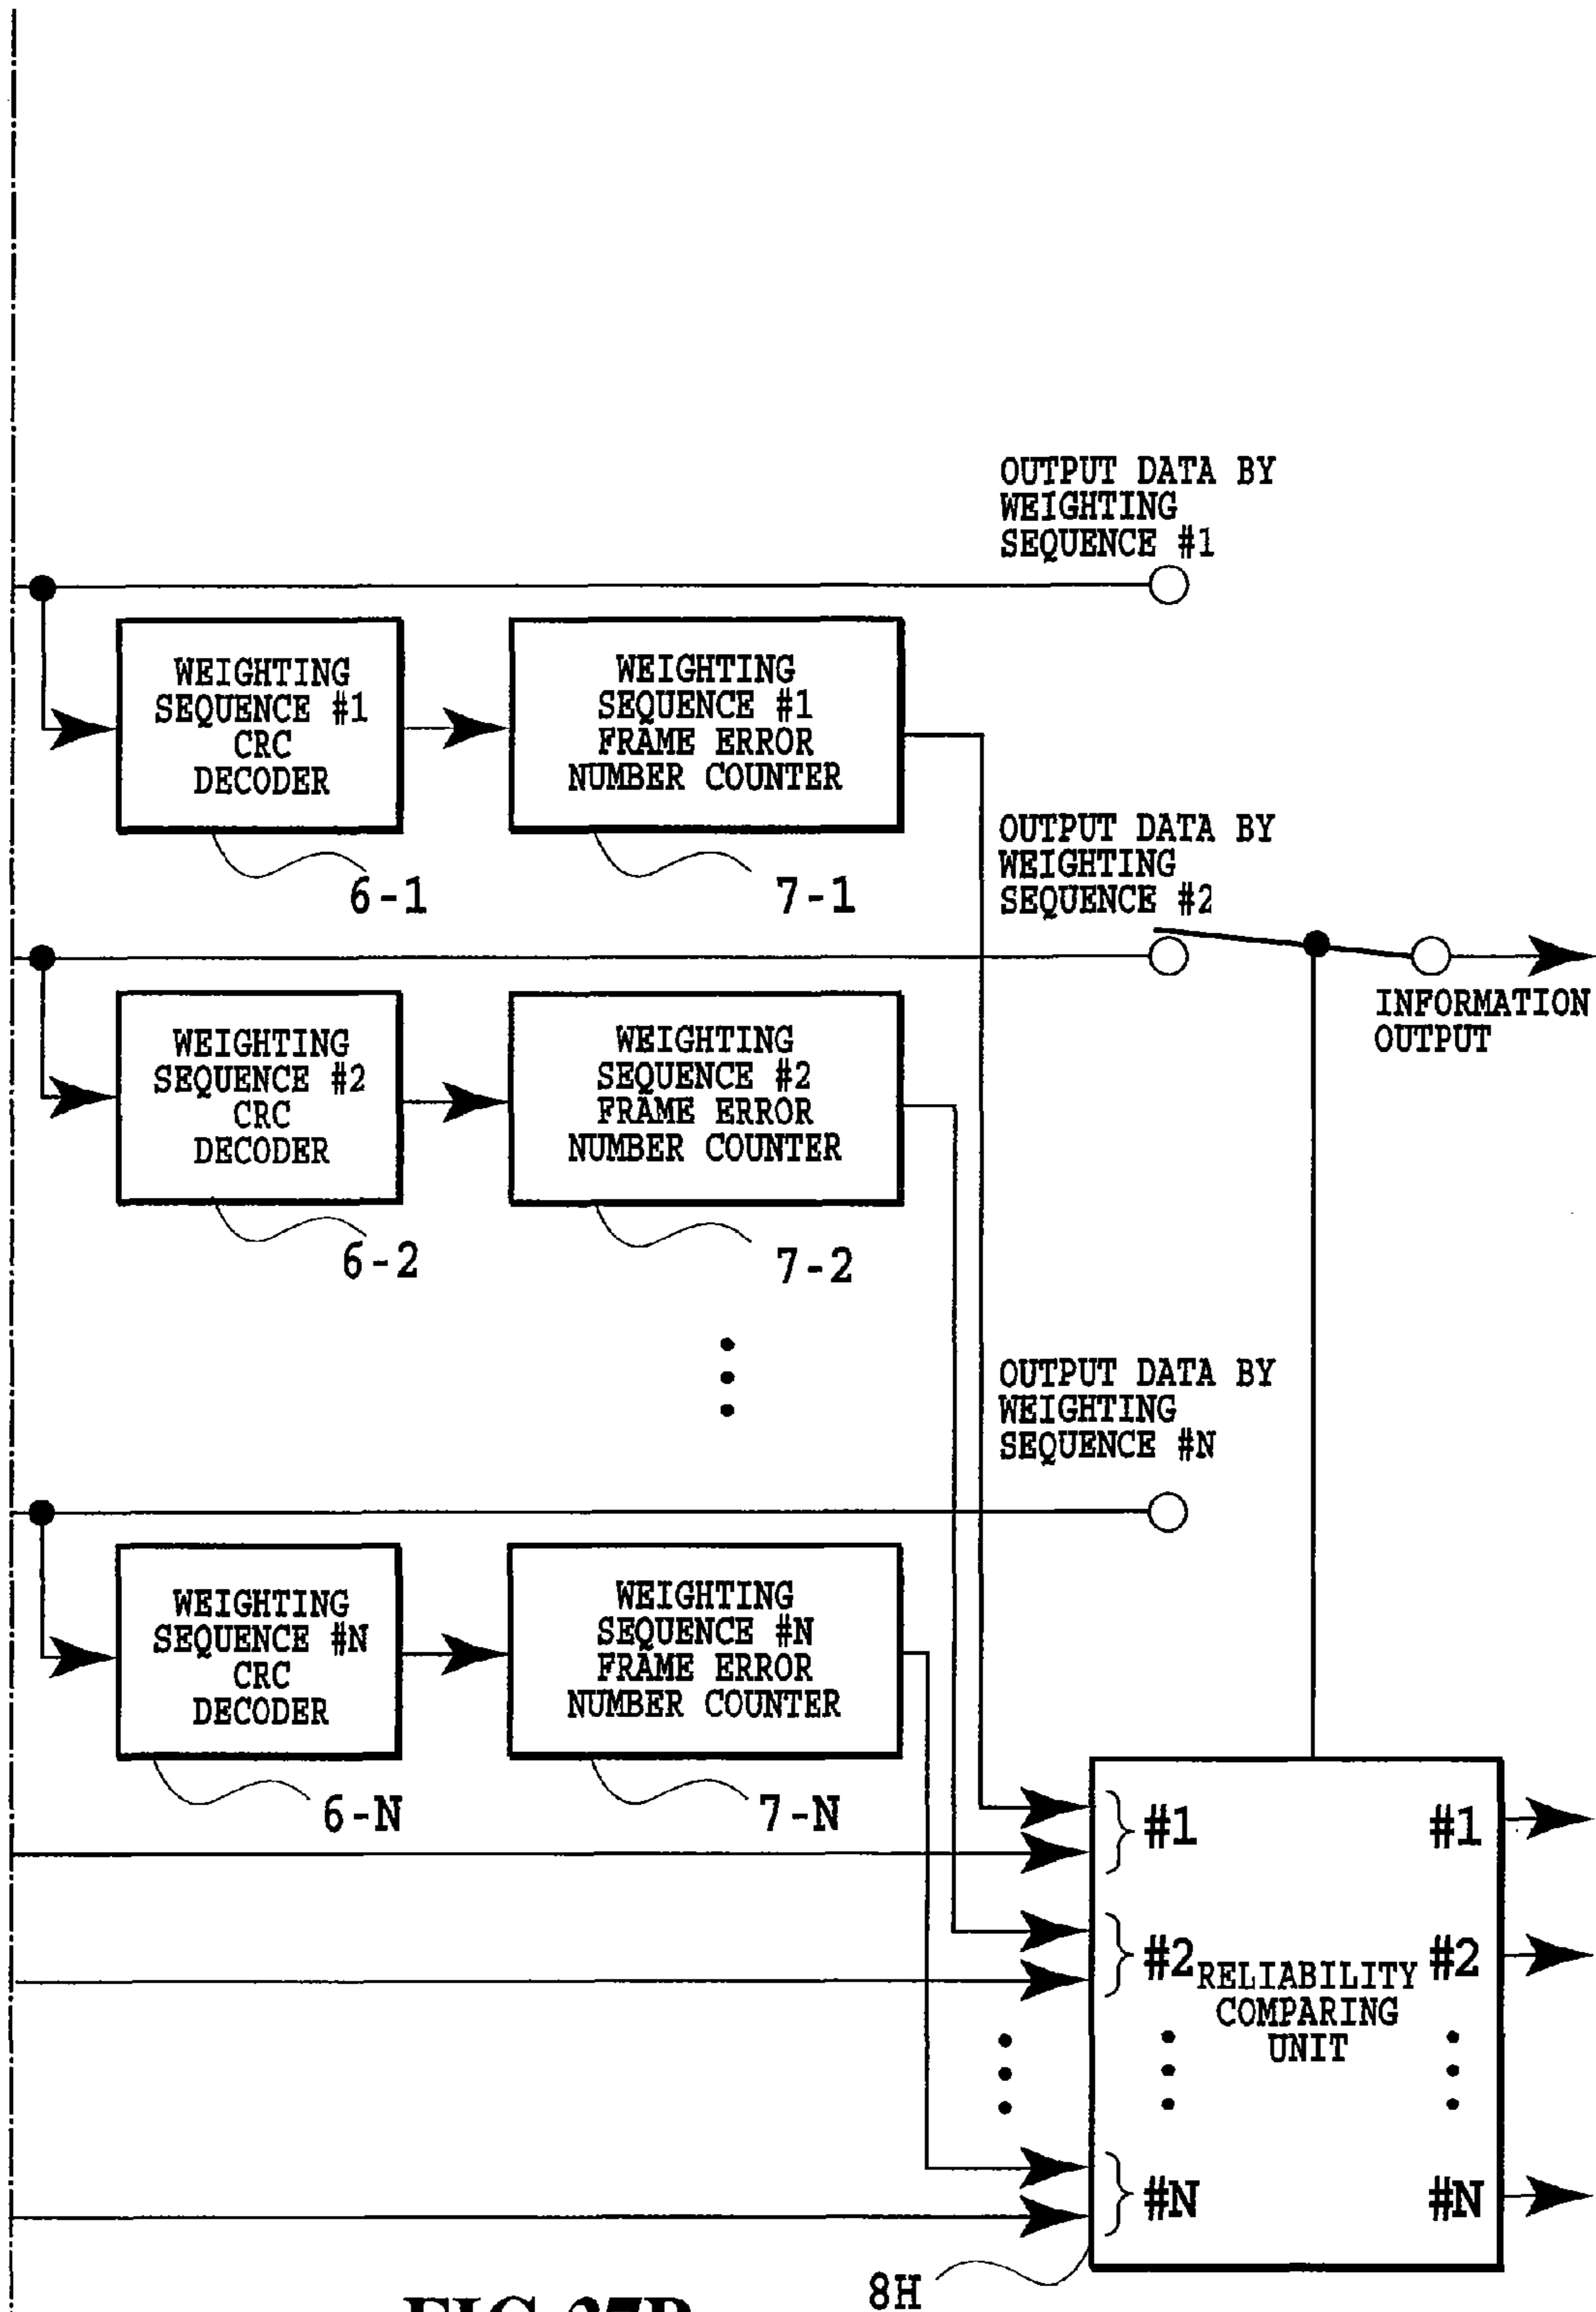 OUTPUT DATA BY
WEIGHTING
SEQUENCE #1
WEIGHTING
SEQUENCE #1
CRC
DECODER
WEIGHTING
SEQUENCE #1
FRAME ERROR
NUMBER COUNTER
6-1
7-1
OUTPUT DATA BY
WEIGHTING
SEQUENCE #2
INFORMATION
OUTPUT
WEIGHTING
SEQUENCE #2
CRC
DECODER
WEIGHTING
SEQUENCE #2
FRAME ERROR
NUMBER COUNTER
6-2
7-2
OUTPUT DATA BY
WEIGHTING
SEQUENCE #N
WEIGHTING
SEQUENCE #N
CRC
DECODER
WEIGHTING
SEQUENCE #N
FRAME ERROR
NUMBER COUNTER
6-N
7-N
#1
#1
#2
#2
RELIABILITY
COMPARING
UNIT
#N
#N
8H